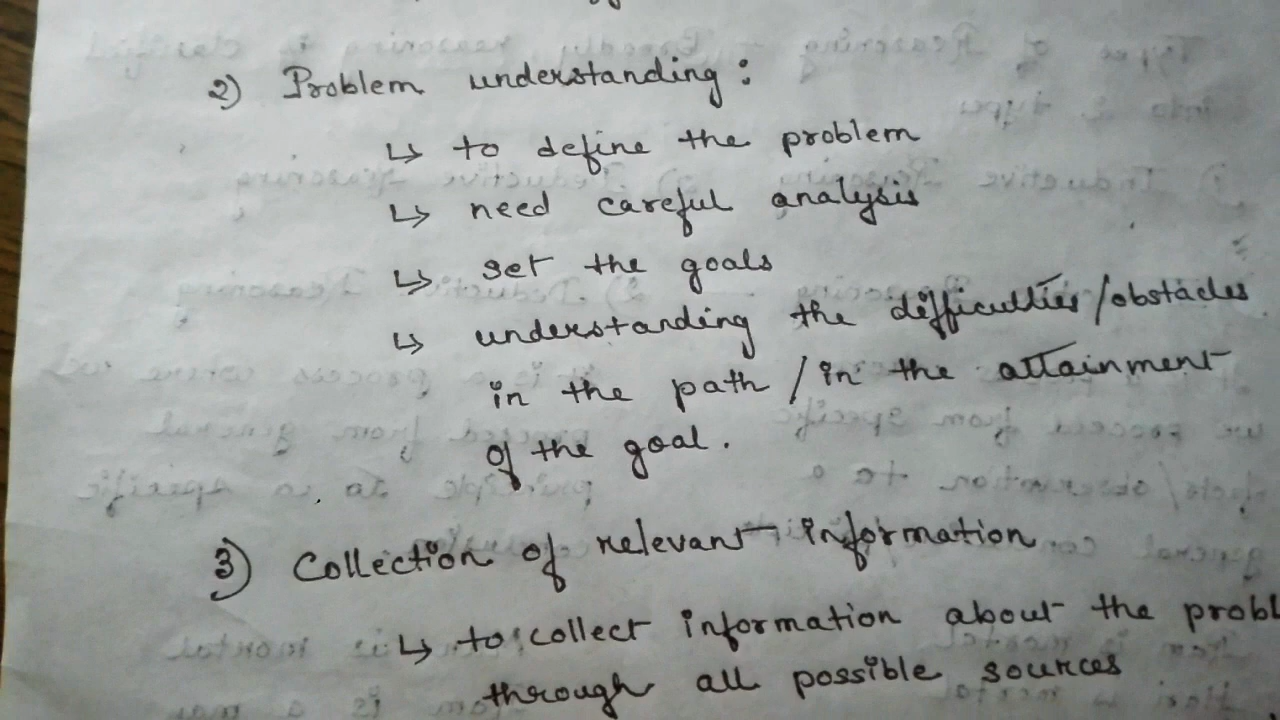 2) Problem understanding :
↳ to define the problem
↳ need careful analysis
↳ set the goals
↳ understanding the difficulties /obstacles
in the path / in the attainment
of the goal.
3) Collection of relevant information
↳ to collect information about the probl
through all possible sources